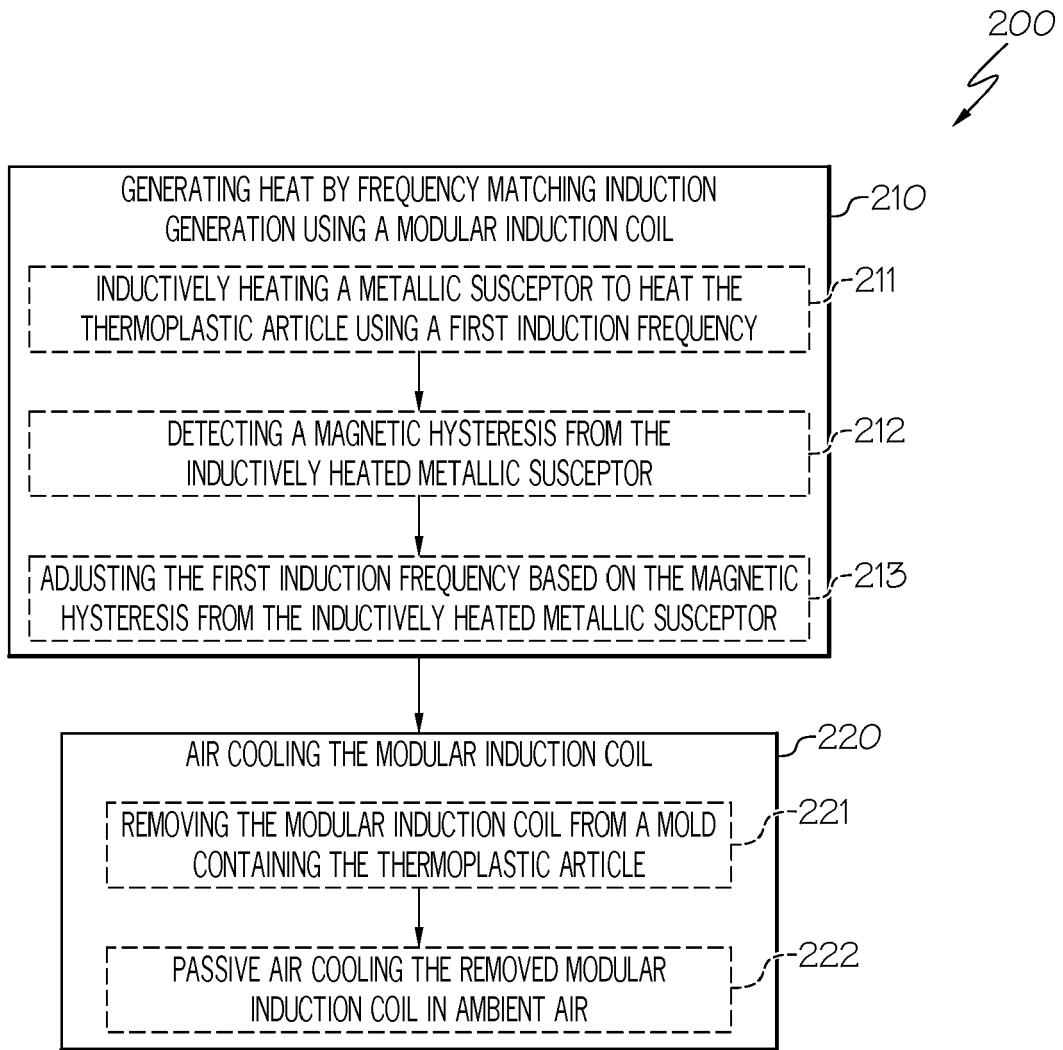 200
GENERATING HEAT BY FREQUENCY MATCHING INDUCTION
GENERATION USING A MODULAR INDUCTION COIL
210
INDUCTIVELY HEATING A METALLIC SUSCEPTOR TO HEAT THE
THERMOPLASTIC ARTICLE USING A FIRST INDUCTION FREQUENCY
211
DETECTING A MAGNETIC HYSTERESIS FROM THE
INDUCTIVELY HEATED METALLIC SUSCEPTOR
212
ADJUSTING THE FIRST INDUCTION FREQUENCY BASED ON THE MAGNETIC
HYSTERESIS FROM THE INDUCTIVELY HEATED METALLIC SUSCEPTOR
213
AIR COOLING THE MODULAR INDUCTION COIL
220
REMOVING THE MODULAR INDUCTION COIL FROM A MOLD
CONTAINING THE THERMOPLASTIC ARTICLE
221
PASSIVE AIR COOLING THE REMOVED MODULAR
INDUCTION COIL IN AMBIENT AIR
222